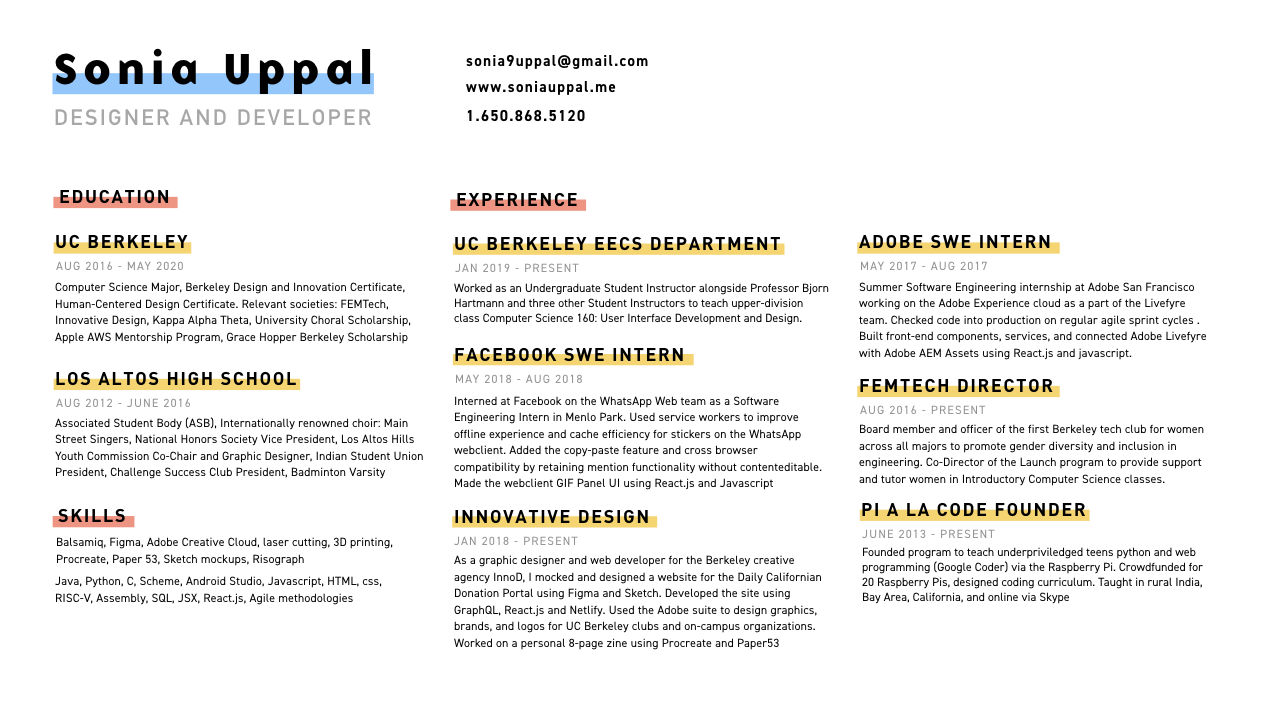 Sonia Uppal
DESIGNER AND DEVELOPER
sonia9uppal@gmail.com
www.soniauppal.me
1.650.868.5120
EDUCATION
UC BERKELEY
AUG 2016 - MAY 2020
Computer Science Major, Berkeley Design and Innovation Certificate,
Human-Centered Design Certificate. Relevant societies: FEMTech,
Innovative Design, Kappa Alpha Theta, University Choral Scholarship,
Apple AWS Mentorship Program, Grace Hopper Berkeley Scholarship
LOS ALTOS HIGH SCHOOL
AUG 2012 - JUNE 2016
Associated Student Body (ASB), Internationally renowned choir: Main
Street Singers, National Honors Society Vice President, Los Altos Hills
Youth Commission Co-Chair and Graphic Designer, Indian Student Union
President, Challenge Success Club President, Badminton Varsity
SKILLS
Balsamiq, Figma, Adobe Creative Cloud, laser cutting, 3D printing,
Procreate, Paper 53, Sketch mockups, Risograph
Java, Python, C, Scheme, Android Studio, Javascript, HTML, css,
RISC-V, Assembly, SQL, JSX, React.js, Agile methodologies
EXPERIENCE
UC BERKELEY EECS DEPARTMENT
JAN 2019 - PRESENT
Worked as an Undergraduate Student Instructor alongside Professor Bjorn
Hartmann and three other Student Instructors to teach upper-division
class Computer Science 160: User Interface Development and Design.
FACEBOOK SWE INTERN
MAY 2018 - AUG 2018
Interned at Facebook on the WhatsApp Web team as a Software
Engineering Intern in Menlo Park. Used service workers to improve
offline experience and cache efficiency for stickers on the WhatsApp
webclient. Added the copy-paste feature and cross browser
compatibility by retaining mention functionality without contenteditable.
Made the webclient GIF Panel UI using React.js and Javascript
INNOVATIVE DESIGN
JAN 2018 - PRESENT
As a graphic designer and web developer for the Berkeley creative
agency InnoD, I mocked and designed a website for the Daily Californian
Donation Portal using Figma and Sketch. Developed the site using
GraphQL, React.js and Netlify. Used the Adobe suite to design graphics,
brands, and logos for UC Berkeley clubs and on-campus organizations.
Worked on a personal 8-page zine using Procreate and Paper53
ADOBE SWE INTERN
MAY 2017 - AUG 2017
Summer Software Engineering internship at Adobe San Francisco
working on the Adobe Experience cloud as a part of the Livefyre
team. Checked code into production on regular agile sprint cycles .
Built front-end components, services, and connected Adobe Livefyre
with Adobe AEM Assets using React.js and javascript.
FEMTECH DIRECTOR
AUG 2016 - PRESENT
Board member and officer of the first Berkeley tech club for women
across all majors to promote gender diversity and inclusion in
engineering. Co-Director of the Launch program to provide support
and tutor women in Introductory Computer Science classes.
PI A LA CODE FOUNDER
JUNE 2013 - PRESENT
Founded program to teach underpriviledged teens python and web
programming (Google Coder) via the Raspberry Pi. Crowdfunded for
20 Raspberry Pis, designed coding curriculum. Taught in rural India,
Bay Area, California, and online via Skype